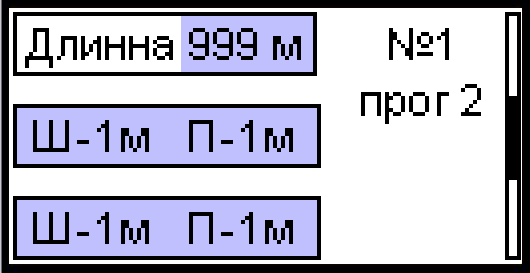 Длинна 999 м
№1
прог 2
Ш-1м П-1м
Ш-1м П-1м